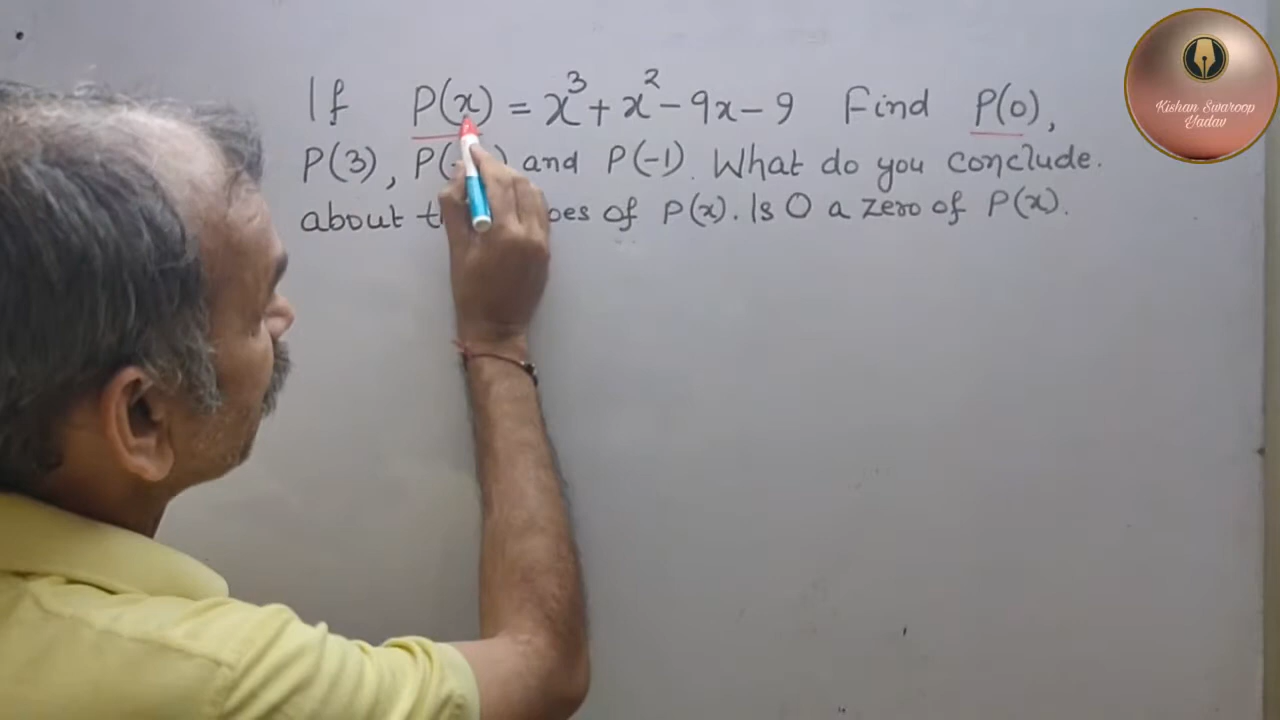 If P(x) = x³ + x² - 9x - 9 Find P(0),
P(3), P(- ) and P(-1). What do you conclude.
about oes of P(x). Is 0 a zero of P(x).
Kishan Swaroop
Yadav